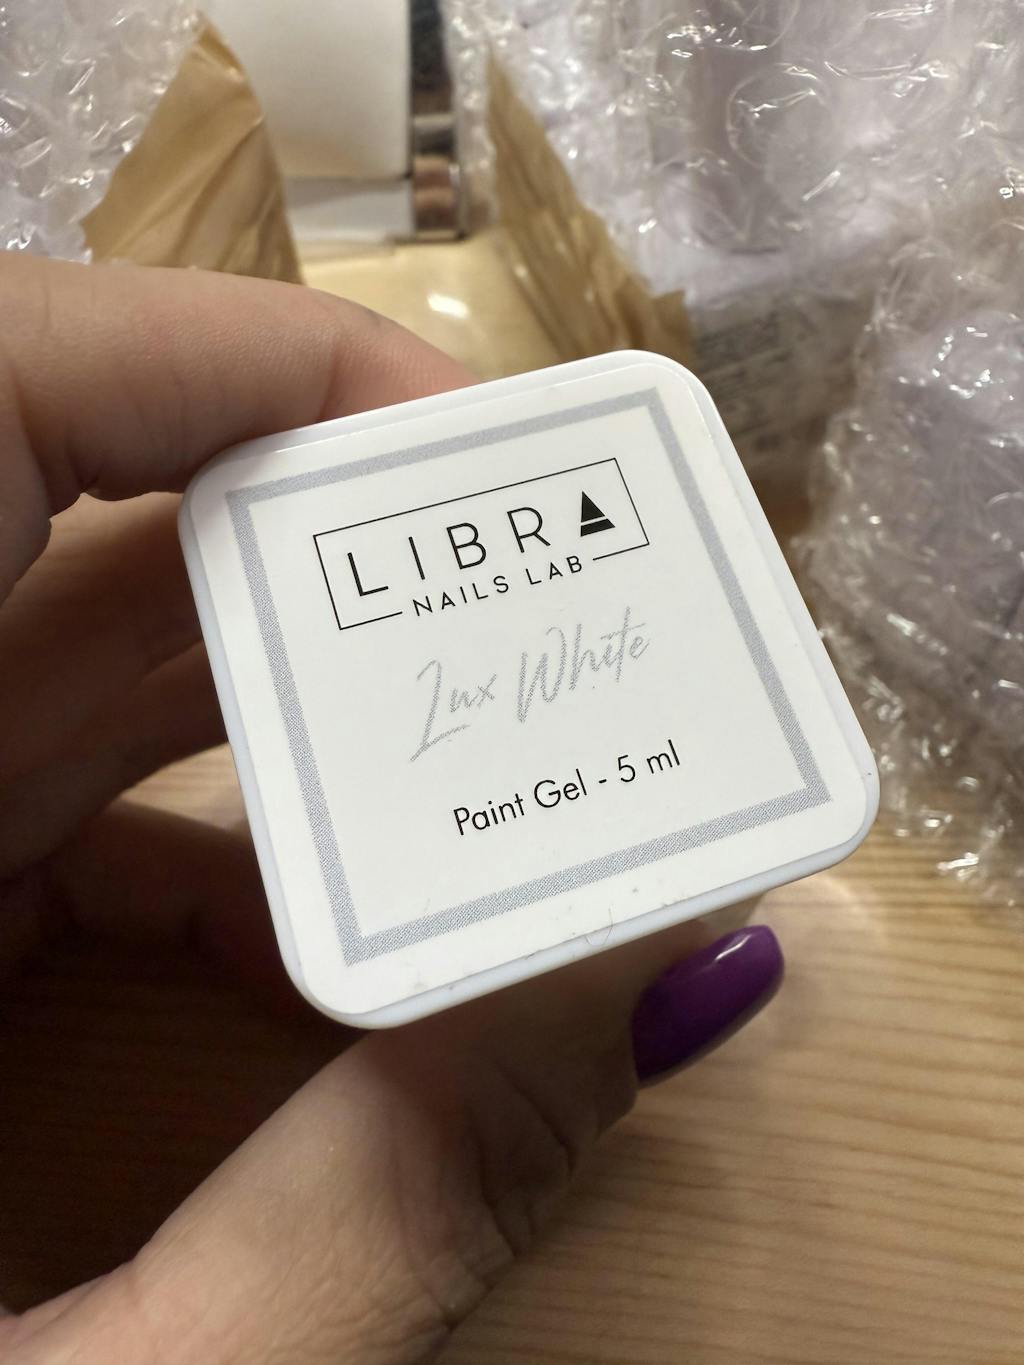 LIBRA
NAILS LAB
Lux White
Paint Gel - 5 ml